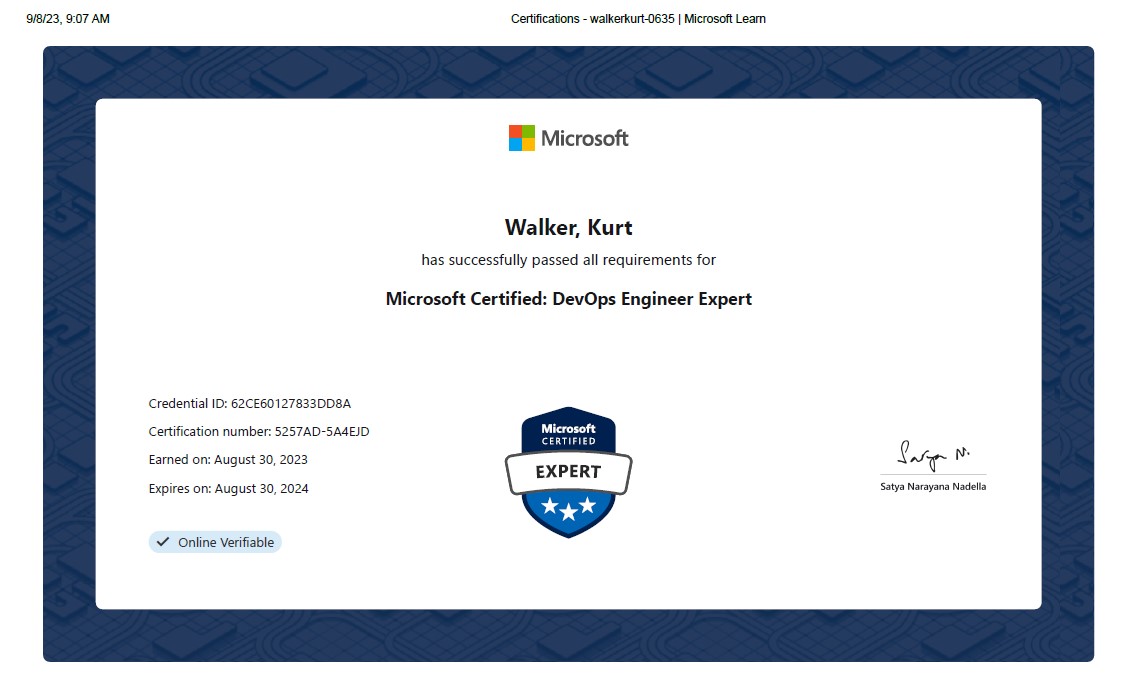 9/8/23, 9:07 AM
Certifications - walkerkurt-0635 | Microsoft Learn
Microsoft
Walker, Kurt
has successfully passed all requirements for
Microsoft Certified: DevOps Engineer Expert
Credential ID: 62CE60127833DD8A
Certification number: 5257AD-5A4EJD
Earned on: August 30, 2023
Expires on: August 30, 2024
Online Verifiable
Microsoft
CERTIFIED
EXPERT
Satya N.
Satya Narayana Nadella